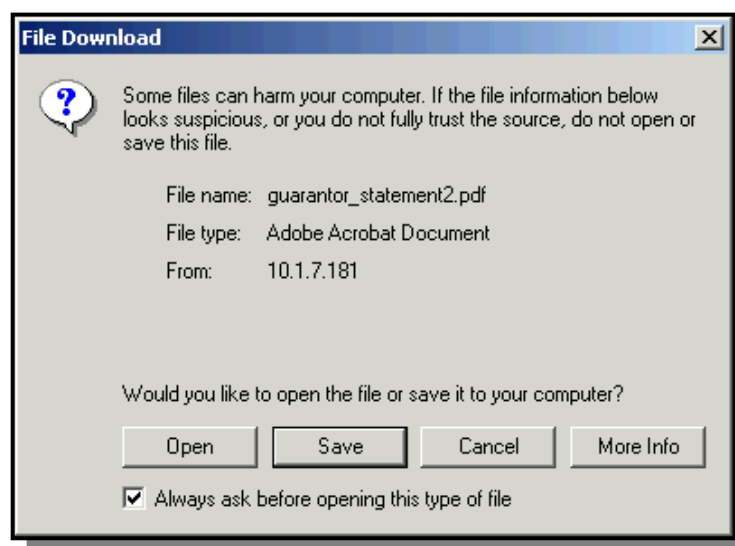 File Download
Some files can harm your computer. If the file information below
looks suspicious, or you do not fully trust the source, do not open or
save this file.
File name: guarantor_statement2.pdf
File type: Adobe Acrobat Document
From: 10.1.7.181
Would you like to open the file or save it to your computer?
Open Save Cancel More Info
Always ask before opening this type of file